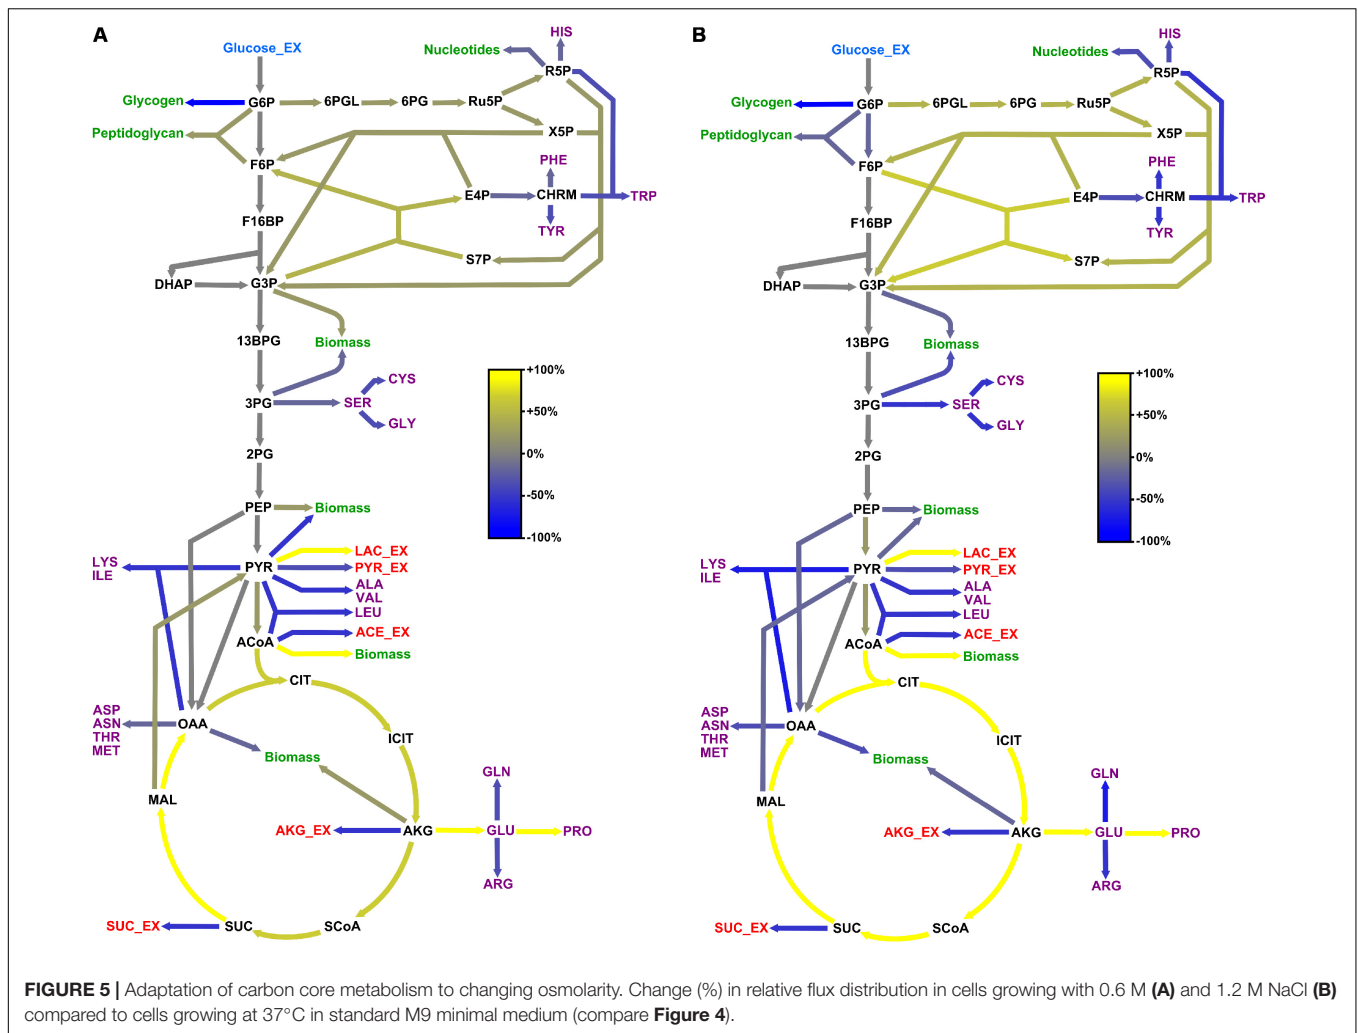 A
Glucose_EX
Nucleotides
HIS
R5P
Glycogen
G6P
6PGL
6PG
Ru5P
Peptidoglycan
X5P
F6P
PHE
E4P
CHRM
TRP
F16BP
TYR
S7P
DHAP
G3P
13BPG
Biomass
+100%
CYS
3PG
SER
+50%
GLY
0%
2PG
-50%
PEP
Biomass
-100%
LAC_EX
LYS
ILE
PYR
PYR_EX
ALA
VAL
LEU
ACE_EX
ACoA
Biomass
CIT
ASP
ASN
THR
MET
OAA
ICIT
Biomass
GLN
MAL
AKG_EX
AKG
GLU
PRO
ARG
SUC_EX
SUC
SCoA
B
Glucose_EX
Nucleotides
HIS
R5P
Glycogen
G6P
6PGL
6PG
Ru5P
Peptidoglycan
X5P
F6P
PHE
E4P
CHRM
TRP
F16BP
TYR
S7P
DHAP
G3P
13BPG
Biomass
+100%
CYS
3PG
SER
+50%
GLY
0%
2PG
-50%
PEP
Biomass
-100%
LAC_EX
LYS
ILE
PYR
PYR_EX
ALA
VAL
LEU
ACE_EX
ACoA
Biomass
CIT
ASP
ASN
THR
MET
OAA
ICIT
Biomass
GLN
MAL
AKG_EX
AKG
GLU
PRO
ARG
SUC_EX
SUC
SCoA
FIGURE 5 | Adaptation of carbon core metabolism to changing osmolarity. Change (%) in relative flux distribution in cells growing with 0.6 M (A) and 1.2 M NaCl (B)
compared to cells growing at 37°C in standard M9 minimal medium (compare Figure 4).